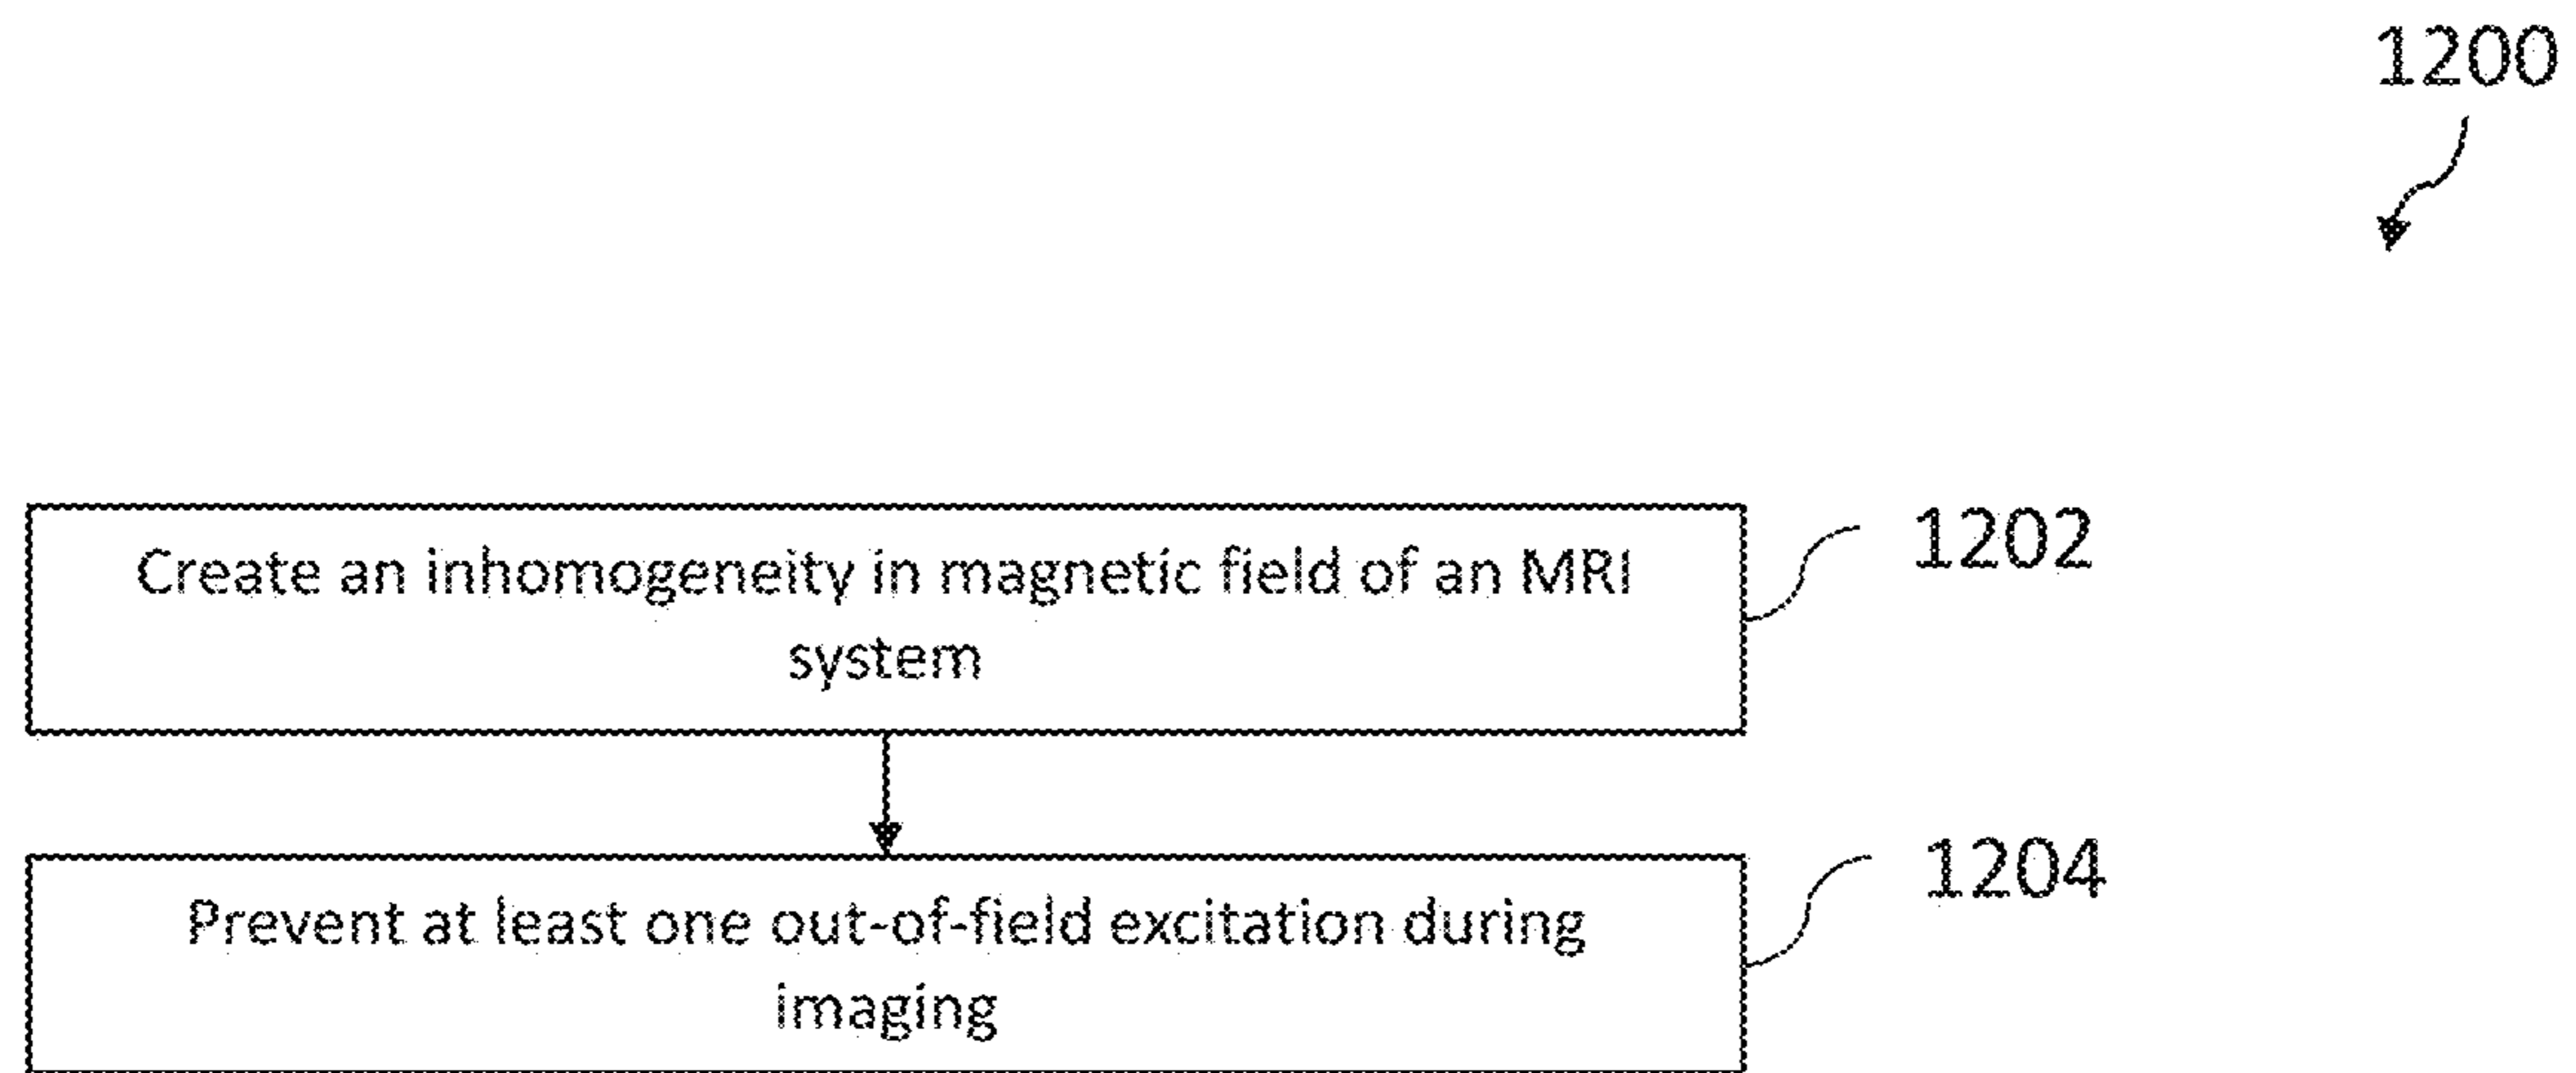 1200
Create an inhomogeneity in magnetic field of an MRI
system
1202
Prevent at least one out-of-field excitation during
imaging
1204